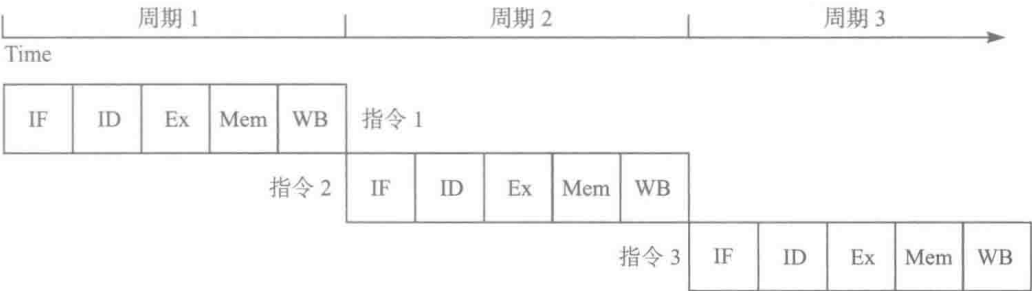 周期 1 周期 2 周期 3
Time
IF ID Ex Mem WB 指令 1
指令 2 IF ID Ex Mem WB
指令 3 IF ID Ex Mem WB